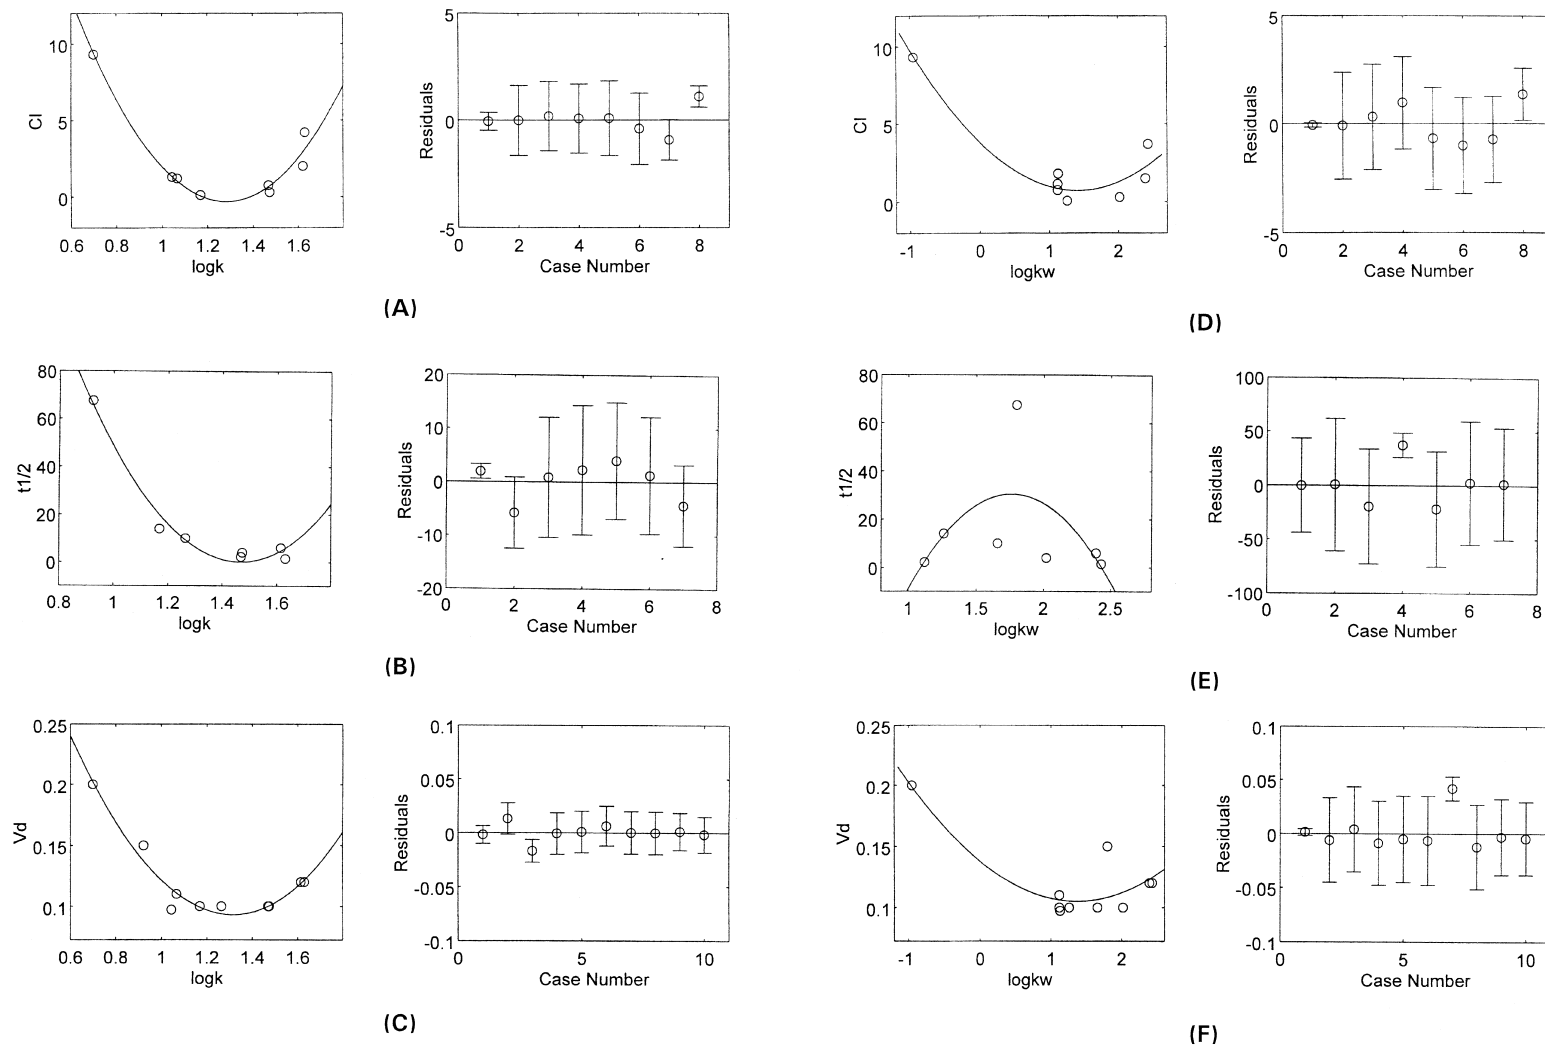 10
5
0
Cl
0.6 0.8 1 1.2 1.4 1.6
logk
5
0
-5
Residuals
0 2 4 6 8
Case Number
(A)
10
5
0
Cl
-1 0 1 2
logkw
5
0
-5
Residuals
0 2 4 6 8
Case Number
(D)
80
60
40
20
0
t1/2
0.8 1 1.2 1.4 1.6
logk
20
10
0
-10
-20
Residuals
0 2 4 6 8
Case Number
(B)
80
60
40
20
0
t1/2
1 1.5 2 2.5
logkw
100
50
0
-50
-100
Residuals
0 2 4 6 8
Case Number
(E)
0.25
0.2
0.15
0.1
Vd
0.6 0.8 1 1.2 1.4 1.6
logk
0.1
0.05
0
-0.05
-0.1
Residuals
0 5 10
Case Number
(C)
0.25
0.2
0.15
0.1
Vd
-1 0 1 2
logkw
0.1
0.05
0
-0.05
-0.1
Residuals
0 5 10
Case Number
(F)